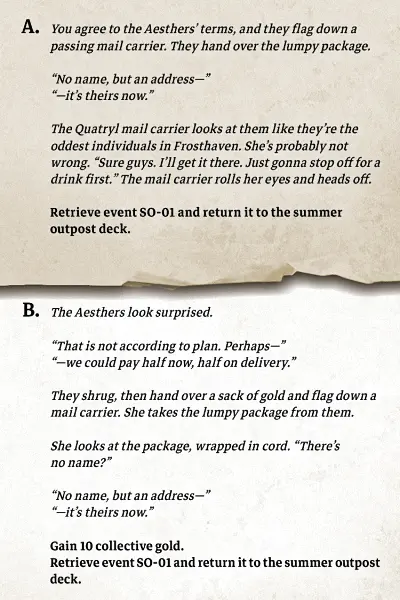 A. You agree to the Aesthers' terms, and they flag down a
passing mail carrier. They hand over the lumpy package.
“No name, but an address—”
“—it's theirs now.”
The Quatryl mail carrier looks at them like they're the
oddest individuals in Frosthaven. She's probably not
wrong. “Sure guys. I'll get it there. Just gonna stop off for a
drink first.” The mail carrier rolls her eyes and heads off.
Retrieve event SO-01 and return it to the summer
outpost deck.
B. The Aesthers look surprised.
“That is not according to plan. Perhaps—”
“—we could pay half now, half on delivery.”
They shrug, then hand over a sack of gold and flag down a
mail carrier. She takes the lumpy package from them.
She looks at the package, wrapped in cord. “There's
no name?”
“No name, but an address—”
“—it's theirs now.”
Gain 10 collective gold.
Retrieve event SO-01 and return it to the summer outpost
deck.